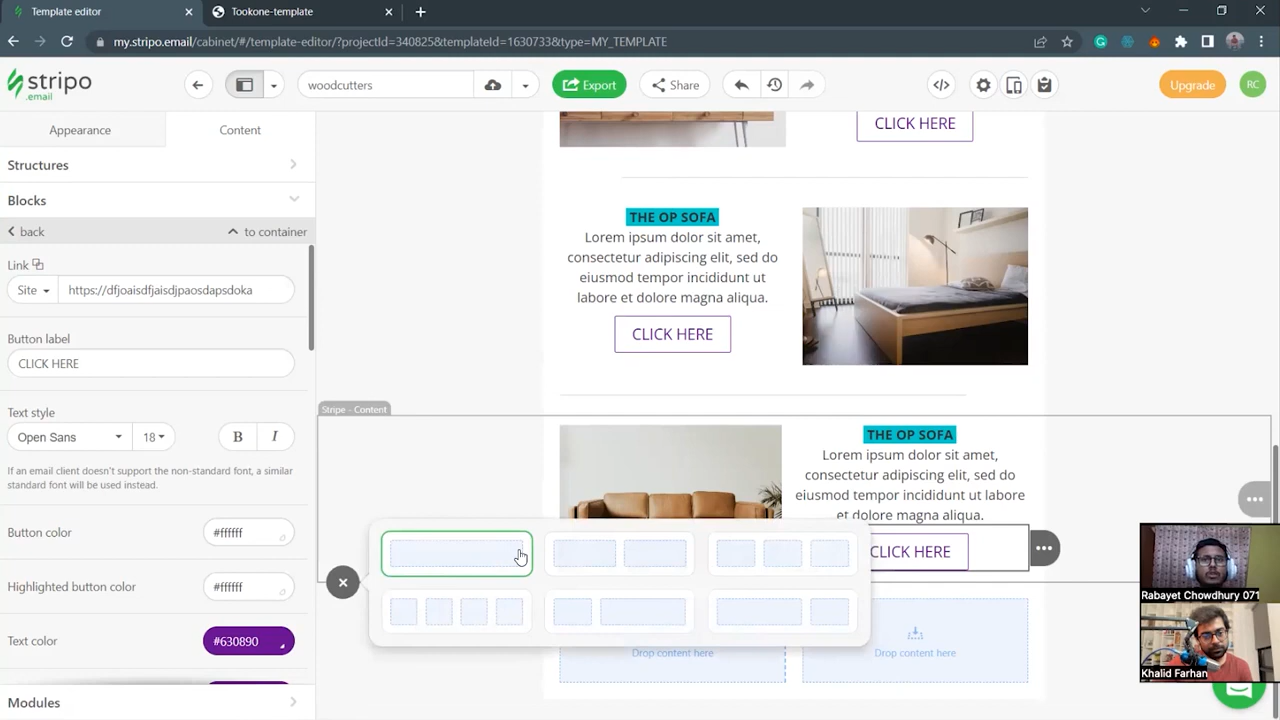 Template editor
Tookone-template
my.stripo.email/cabinet/#/template-editor/?projectId=340825&templateId=1630733&type=MY_TEMPLATE
stripo
.email
woodcutters
Export
Share
Upgrade
RC
Appearance
Content
Structures
Blocks
back
to container
Link
Site
https://dfjoaisdfjaisdjpaosdapsdoka
Button label
CLICK HERE
Text style
Open Sans
18
B
I
If an email client doesn't support the non-standard font, a similar
standard font will be used instead.
Button color
#ffffff
Highlighted button color
#ffffff
Text color
#630890
Modules
CLICK HERE
THE OP SOFA
Lorem ipsum dolor sit amet,
consectetur adipiscing elit, sed do
eiusmod tempor incididunt ut
labore et dolore magna aliqua.
CLICK HERE
Stripe - Content
THE OP SOFA
Lorem ipsum dolor sit amet,
consectetur adipiscing elit, sed do
eiusmod tempor incididunt ut labore
et dolore magna aliqua.
CLICK HERE
Drop content here
Drop content here
Rabayet Chowdhury 071
Khalid Farhan